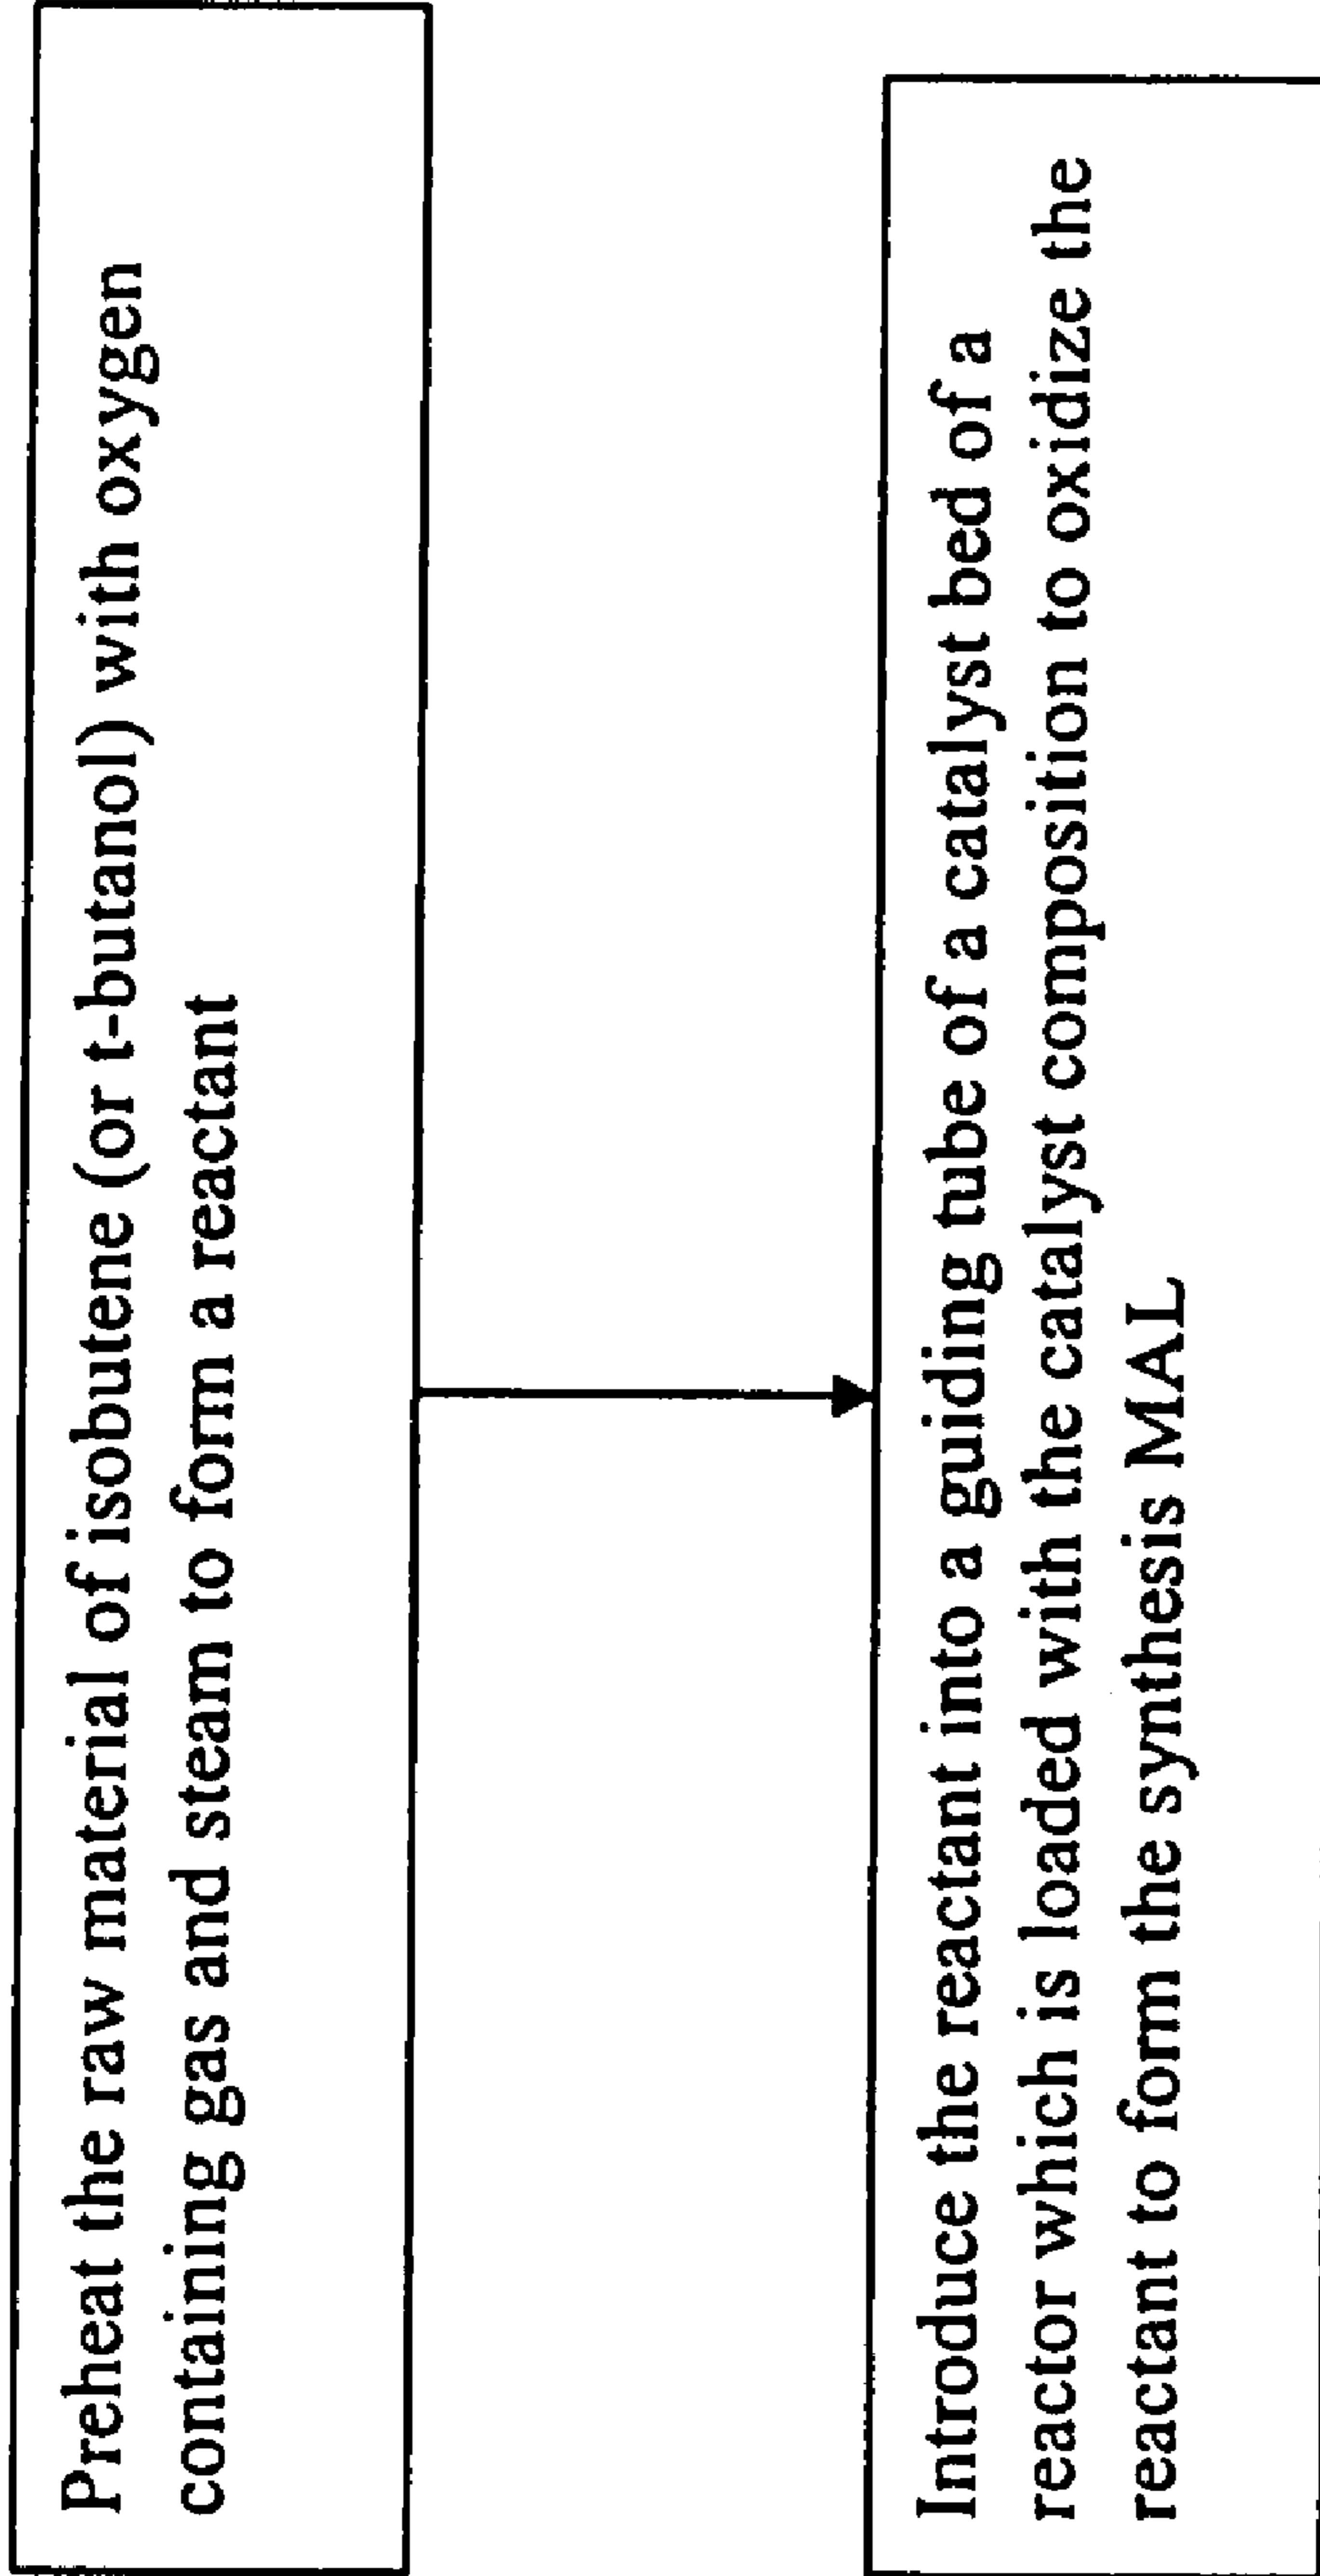 Preheat the raw material of isobutene (or t-butanol) with oxygen
containing gas and steam to form a reactant
Introduce the reactant into a guiding tube of a catalyst bed of a
reactor which is loaded with the catalyst composition to oxidize the
reactant to form the synthesis MAL